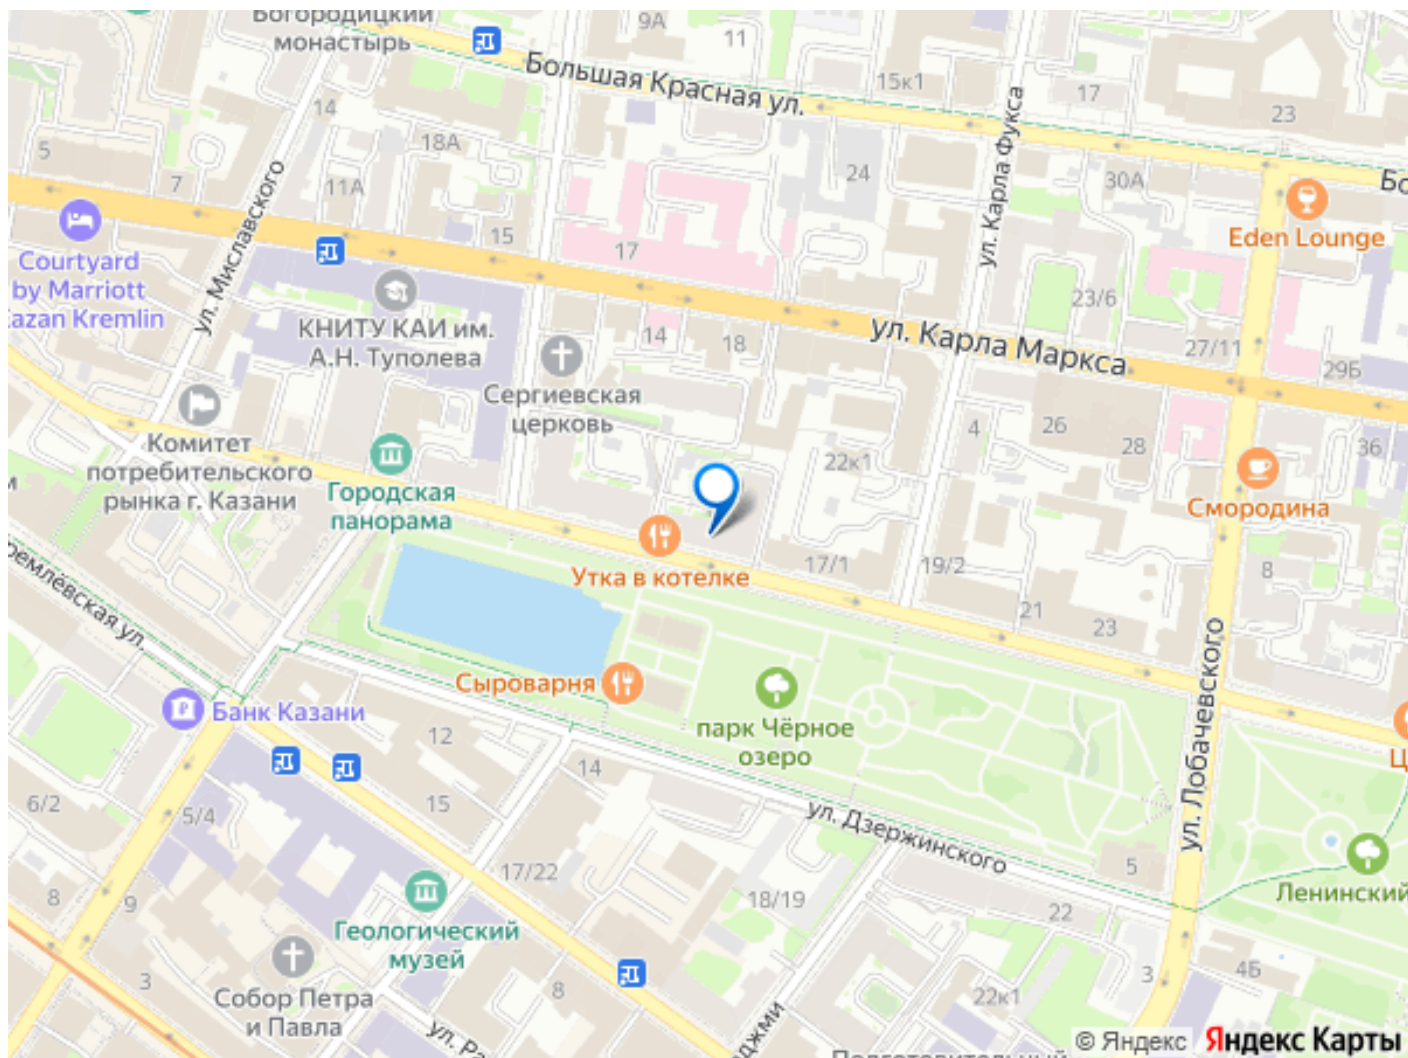 Богородицкий
монастырь
9А
11
Большая Красная ул.
15к1
17
23
14
18А
24
5
7
11А
30А
Бо
ул. Карла Фукса
ул. Миславского
Eden Lounge
15
17
Courtyard
by Marriott
Kazan Kremlin
КНИТУ КАИ им.
А.Н. Туполева
23/6
14
18
ул. Карла Маркса
27/11
29Б
Сергиевская
церковь
4
26
28
36
Комитет
потребительского
рынка г. Казани
22к1
Городская
панорама
Смородина
Утка в котелке
17/1
19/2
8
21
23
ул. Лобачевского
Кремлёвская ул.
Сыроварня
парк Чёрное
озеро
Банк Казани
12
Ц
14
15
6/2
5/4
ул. Дзержинского
5
17/22
18/19
Ленинский
22
8
9
Геологический
музей
3
4Б
3
Собор Петра
и Павла
8
22к1
ул. Ра
джми
© Яндекс
Яндекс Карты